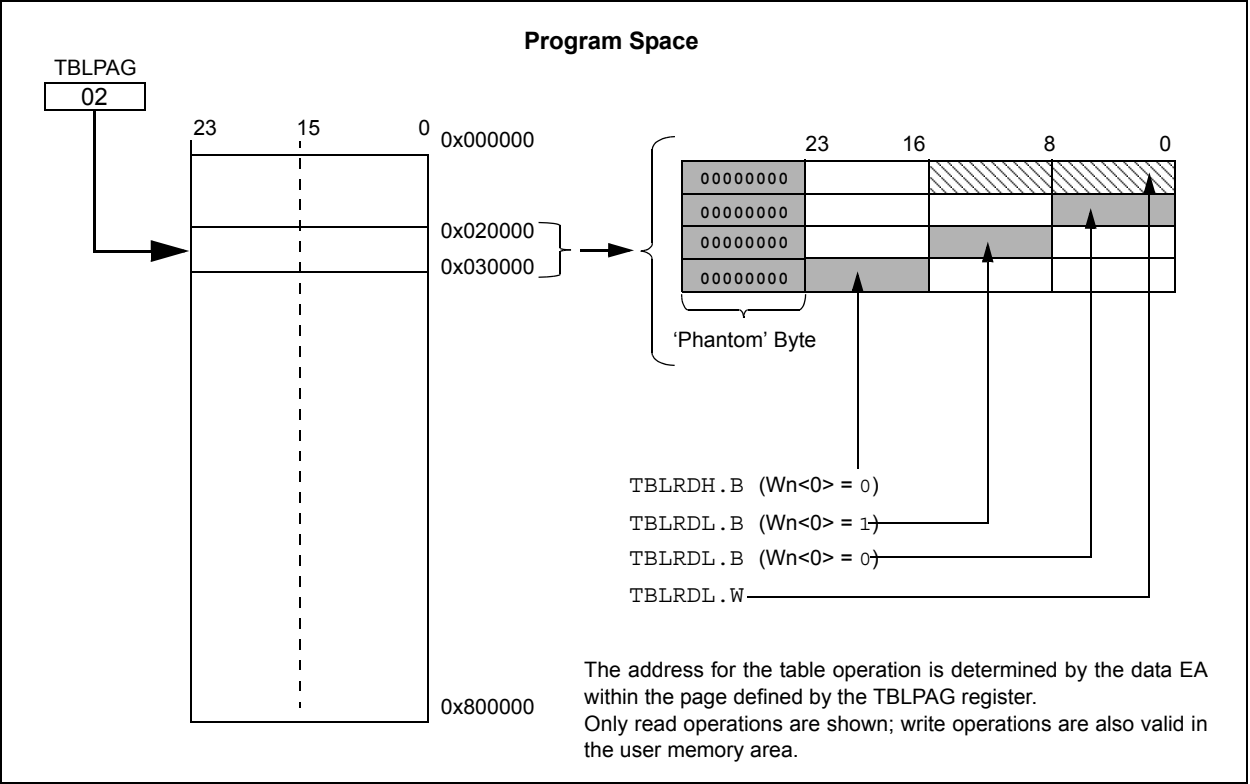 Program Space
TBLPAG
02
23 15 0
0x000000
0x020000
0x030000
0x800000
23 16 8 0
00000000
00000000
00000000
00000000
‘Phantom’ Byte
TBLRDH.B (Wn<0> = 0)
TBLRDL.B (Wn<0> = 1)
TBLRDL.B (Wn<0> = 0)
TBLRDL.W
The address for the table operation is determined by the data EA
within the page defined by the TBLPAG register.
Only read operations are shown; write operations are also valid in
the user memory area.